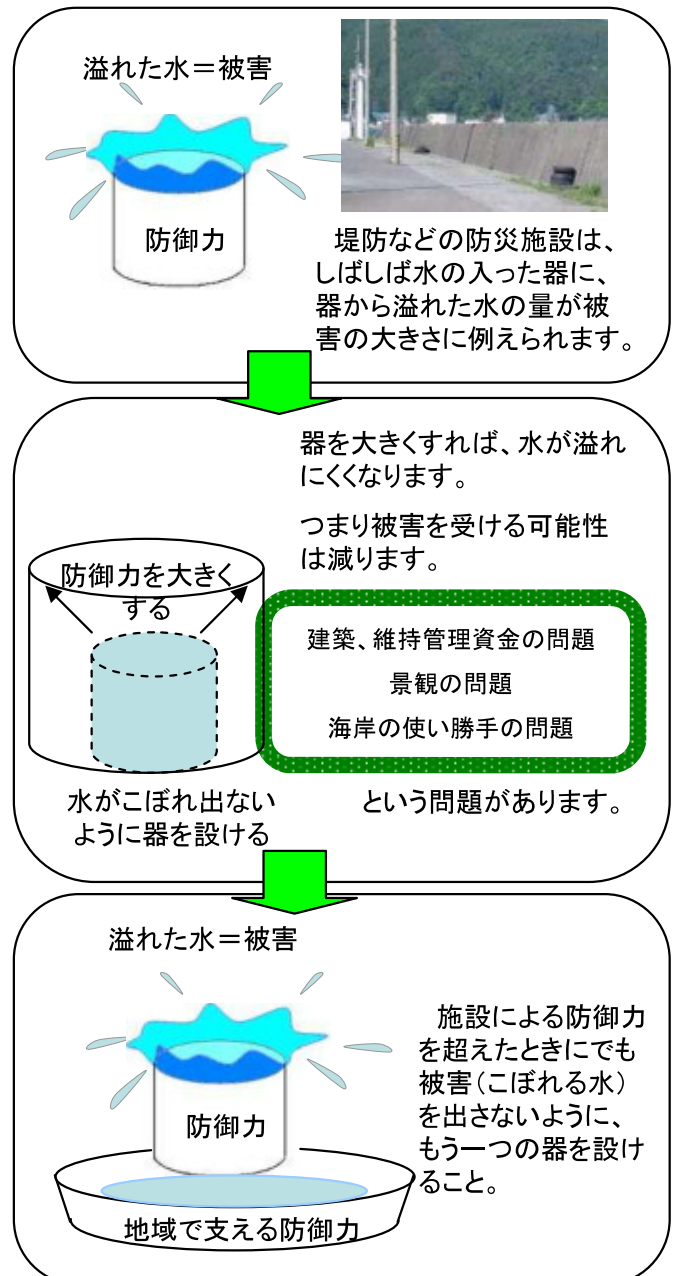 溢れた水＝被害
防御力
堤防などの防災施設は、
しばしば水の入った器に、
器から溢れた水の量が被
害の大きさに例えられます。
器を大きくすれば、水が溢れ
にくくなります。
つまり被害を受ける可能性
は減ります。
防御力を大きく
する
建築、維持管理資金の問題
景観の問題
海岸の使い勝手の問題
水がこぼれ出ない
ように器を設ける
という問題があります。
溢れた水＝被害
防御力
地域で支える防御力
施設による防御力
を超えたときにでも
被害（こぼれる水）
を出さないように、
もう一つの器を設け
ること。